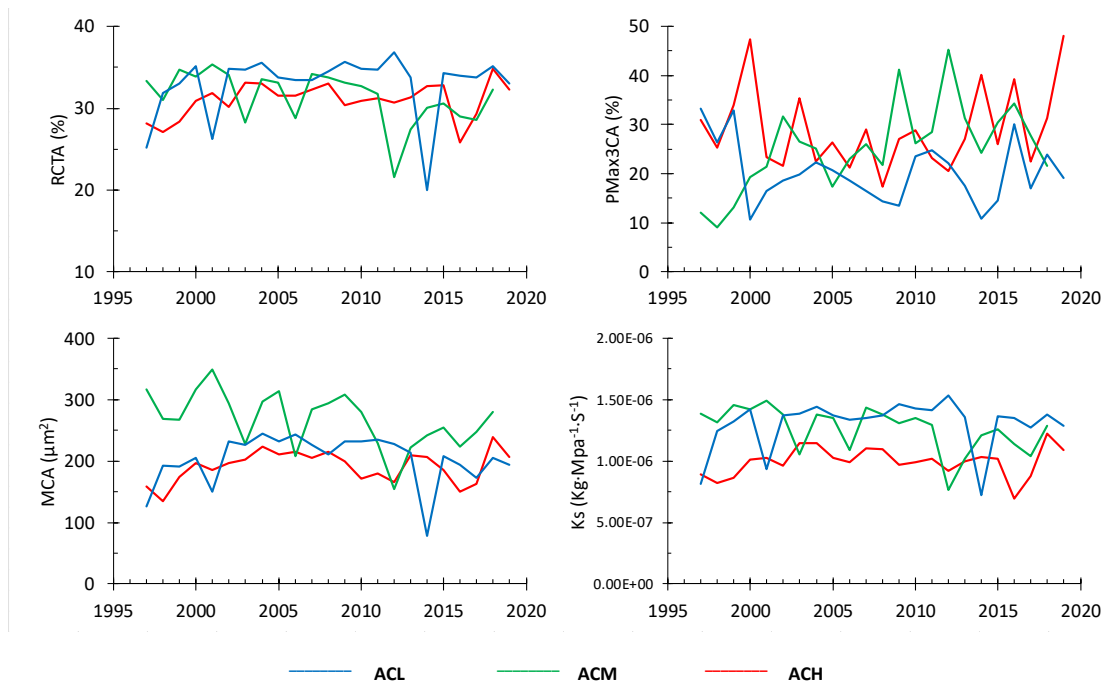 40
30
20
10
RCTA (%)
1995 2000 2005 2010 2015 2020
50
40
30
20
10
0
PMax3CA (%)
1995 2000 2005 2010 2015 2020
400
300
200
100
0
MCA (μm²)
1995 2000 2005 2010 2015 2020
2.00E-06
1.50E-06
1.00E-06
5.00E-07
0.00E+00
Ks (Kg·Mpa⁻¹·S⁻¹)
1995 2000 2005 2010 2015 2020
ACL ACM ACH